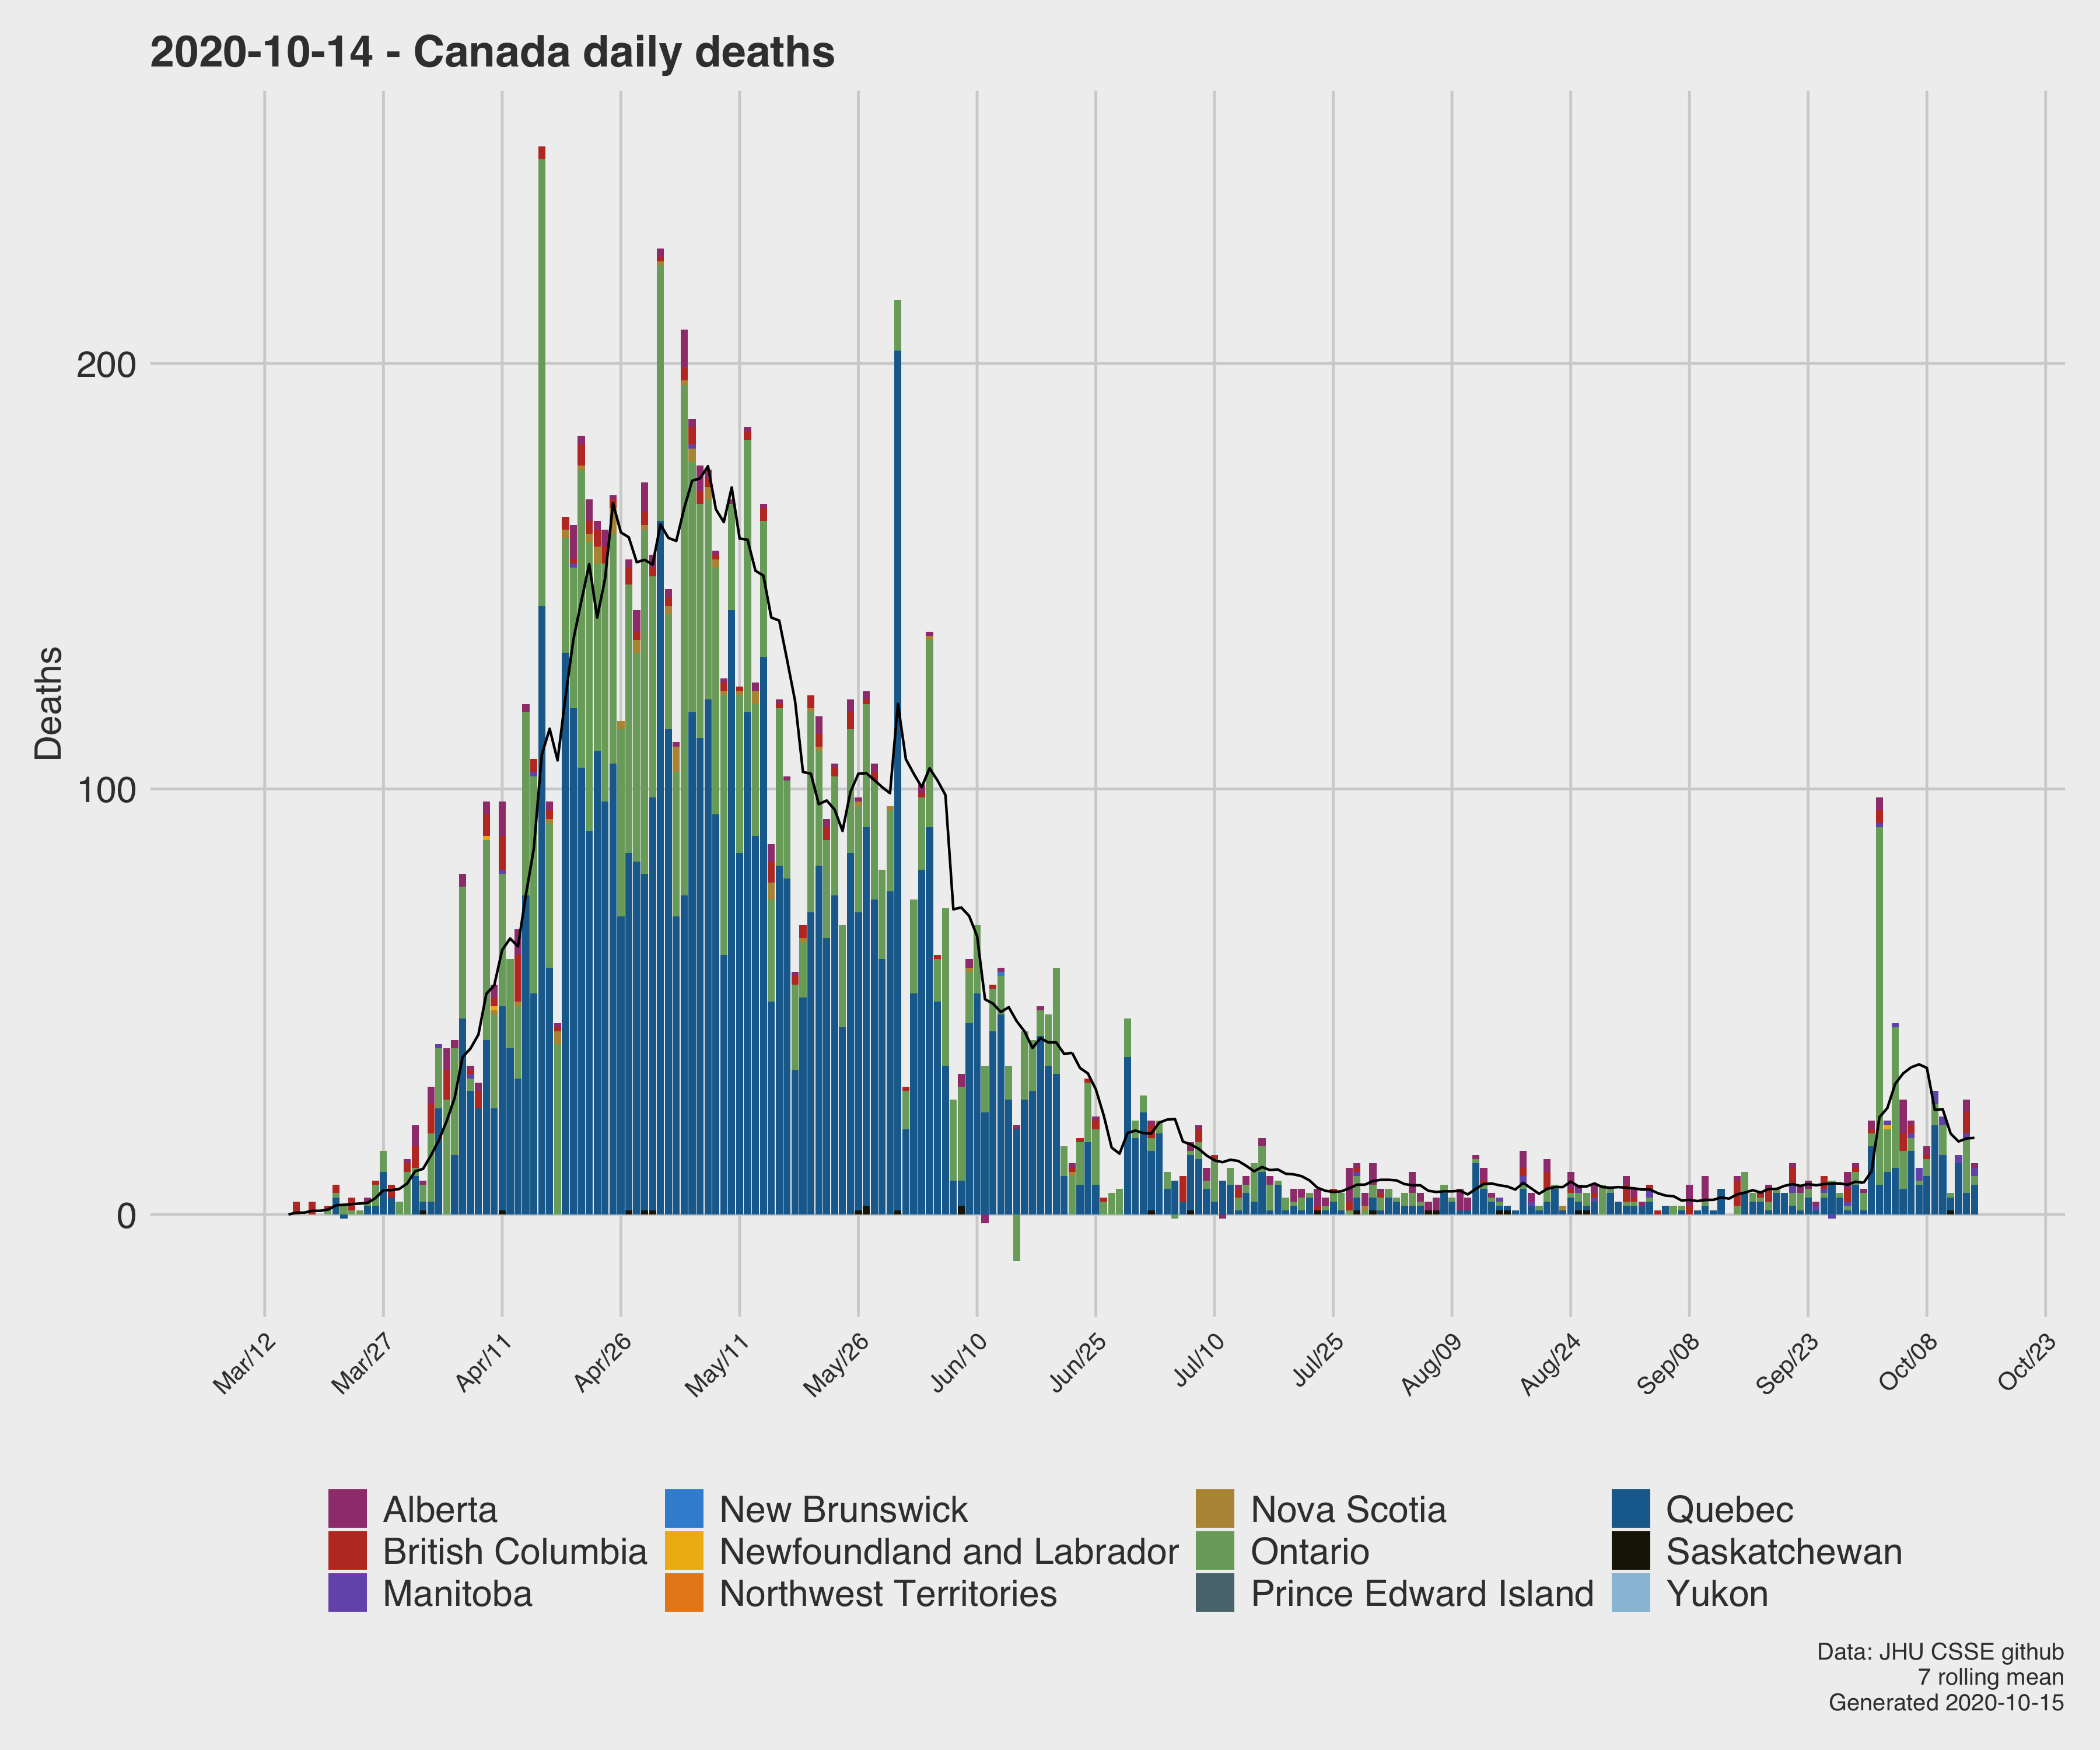 2020-10-14 - Canada daily deaths
Deaths
200
100
0
Mar/12
Mar/27
Apr/11
Apr/26
May/11
May/26
Jun/10
Jun/25
Jul/10
Jul/25
Aug/09
Aug/24
Sep/08
Sep/23
Oct/08
Oct/23
Alberta
British Columbia
Manitoba
New Brunswick
Newfoundland and Labrador
Northwest Territories
Nova Scotia
Ontario
Prince Edward Island
Quebec
Saskatchewan
Yukon
Data: JHU CSSE github
7 rolling mean
Generated 2020-10-15